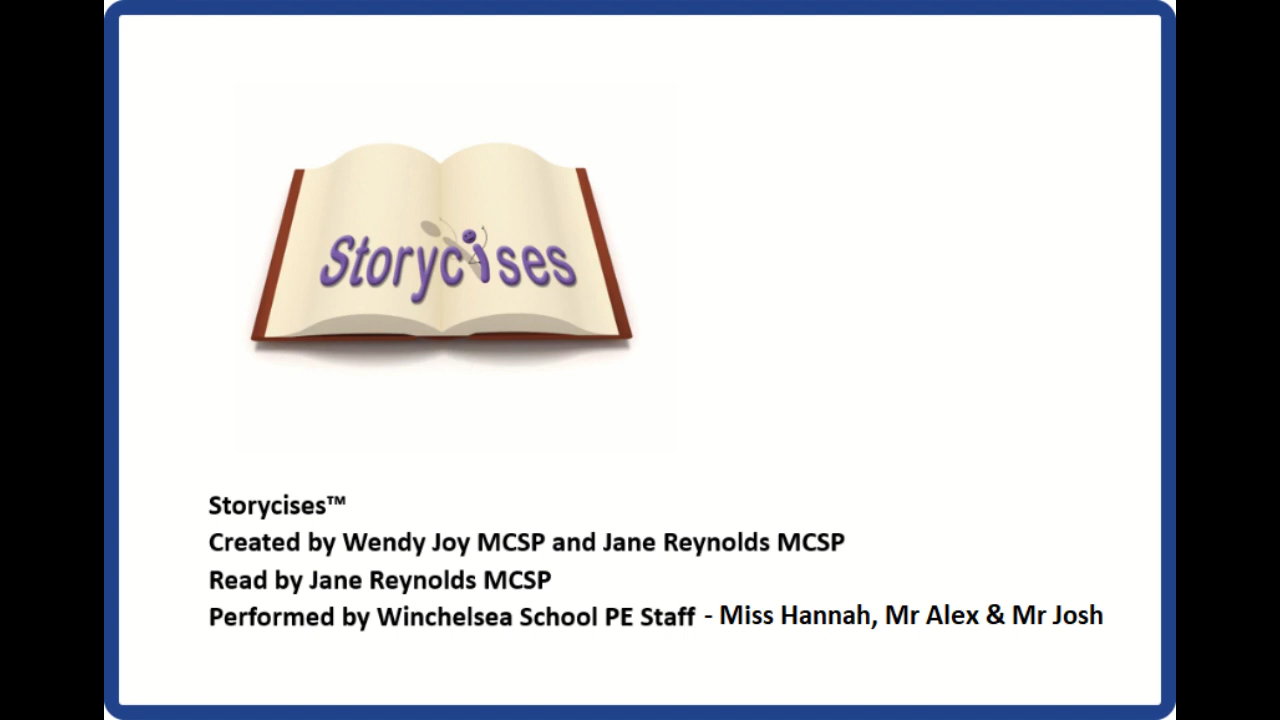 Storycises
Storycises™
Created by Wendy Joy MCSP and Jane Reynolds MCSP
Read by Jane Reynolds MCSP
Performed by Winchelsea School PE Staff - Miss Hannah, Mr Alex & Mr Josh